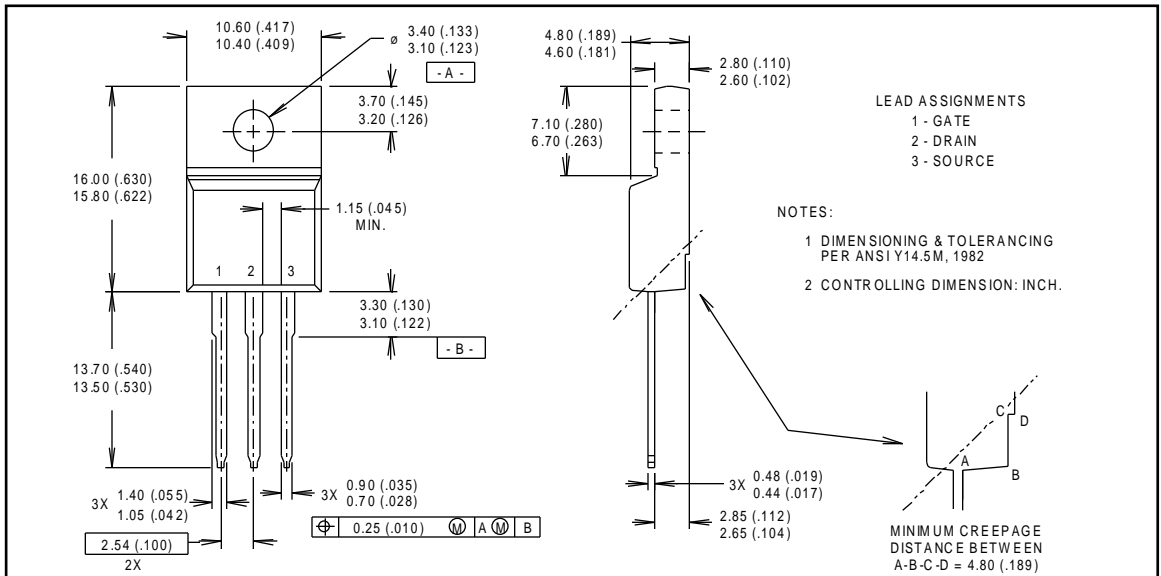 10.60 (.417)
10.40 (.409)
ø 3.40 (.133)
3.10 (.123)
- A -
3.70 (.145)
3.20 (.126)
16.00 (.630)
15.80 (.622)
1.15 (.045)
MIN.
1 2 3
3.30 (.130)
3.10 (.122)
- B -
13.70 (.540)
13.50 (.530)
3X 1.40 (.055)
1.05 (.042)
3X 0.90 (.035)
0.70 (.028)
⌖ 0.25 (.010) Ⓜ A Ⓜ B
2.54 (.100)
2X
4.80 (.189)
4.60 (.181)
2.80 (.110)
2.60 (.102)
7.10 (.280)
6.70 (.263)
LEAD ASSIGNMENTS
1 - GATE
2 - DRAIN
3 - SOURCE
NOTES:
1 DIMENSIONING & TOLERANCING
PER ANSI Y14.5M, 1982
2 CONTROLLING DIMENSION: INCH.
3X 0.48 (.019)
0.44 (.017)
2.85 (.112)
2.65 (.104)
C
D
A
B
MINIMUM CREEPAGE
DISTANCE BETWEEN
A-B-C-D = 4.80 (.189)